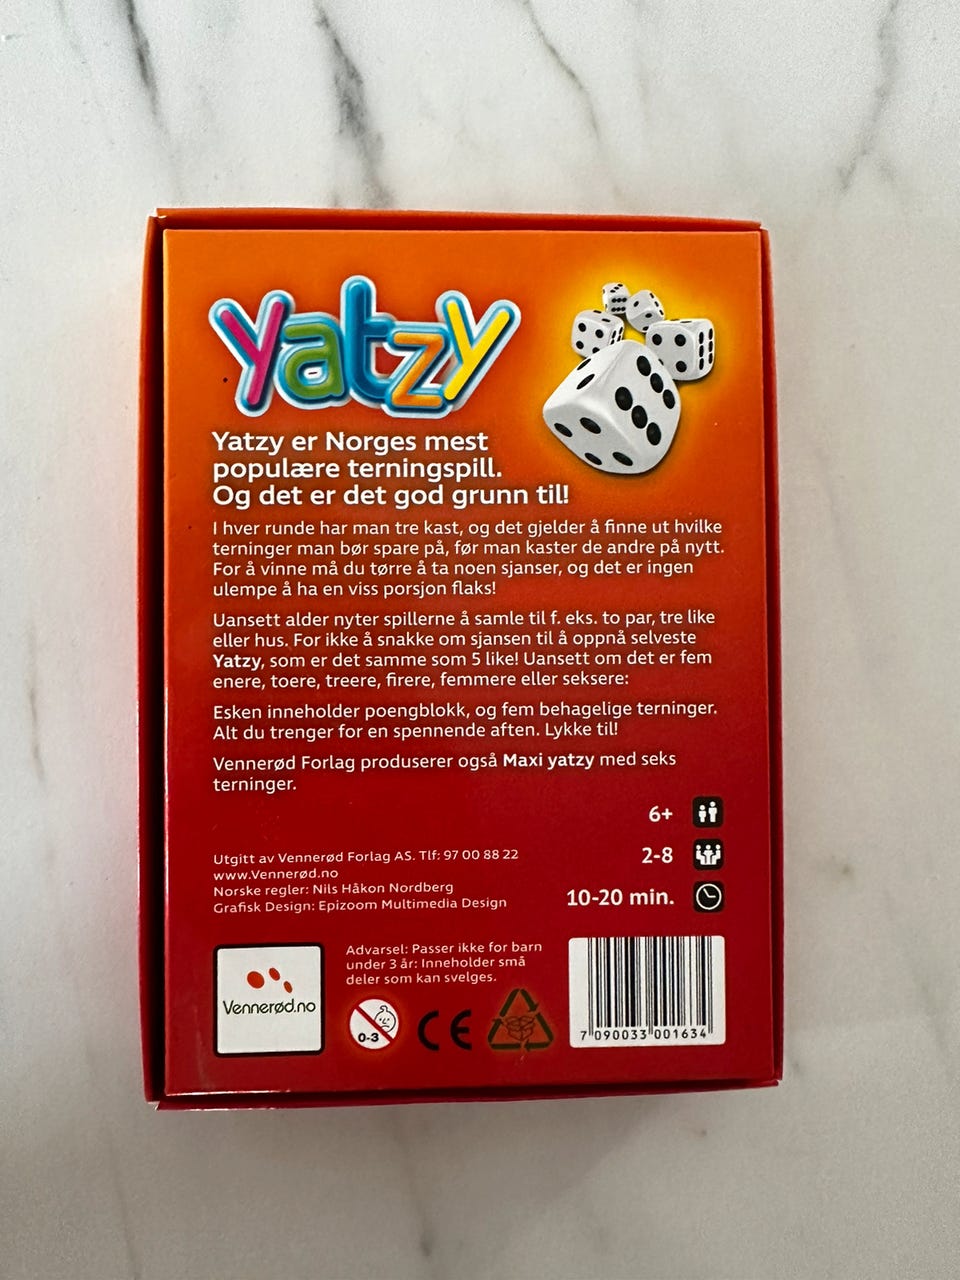 Yatzy
Yatzy er Norges mest
populære terningspill.
Og det er det god grunn til!
I hver runde har man tre kast, og det gjelder å finne ut hvilke
terninger man bør spare på, før man kaster de andre på nytt.
For å vinne må du tørre å ta noen sjanser, og det er ingen
ulempe å ha en viss porsjon flaks!
Uansett alder nyter spillerne å samle til f. eks. to par, tre like
eller hus. For ikke å snakke om sjansen til å oppnå selveste
Yatzy, som er det samme som 5 like! Uansett om det er fem
enere, toere, treere, firere, femmere eller seksere:
Esken inneholder poengblokk, og fem behagelige terninger.
Alt du trenger for en spennende aften. Lykke til!
Vennerød Forlag produserer også Maxi yatzy med seks
terninger.
6+
2-8
10-20 min.
Utgitt av Vennerød Forlag AS. Tlf: 97 00 88 22
www.Vennerød.no
Norske regler: Nils Håkon Nordberg
Grafisk Design: Epizoom Multimedia Design
Vennerød.no
Advarsel: Passer ikke for barn
under 3 år: Inneholder små
deler som kan svelges.
0-3
CE
7 090033 001634